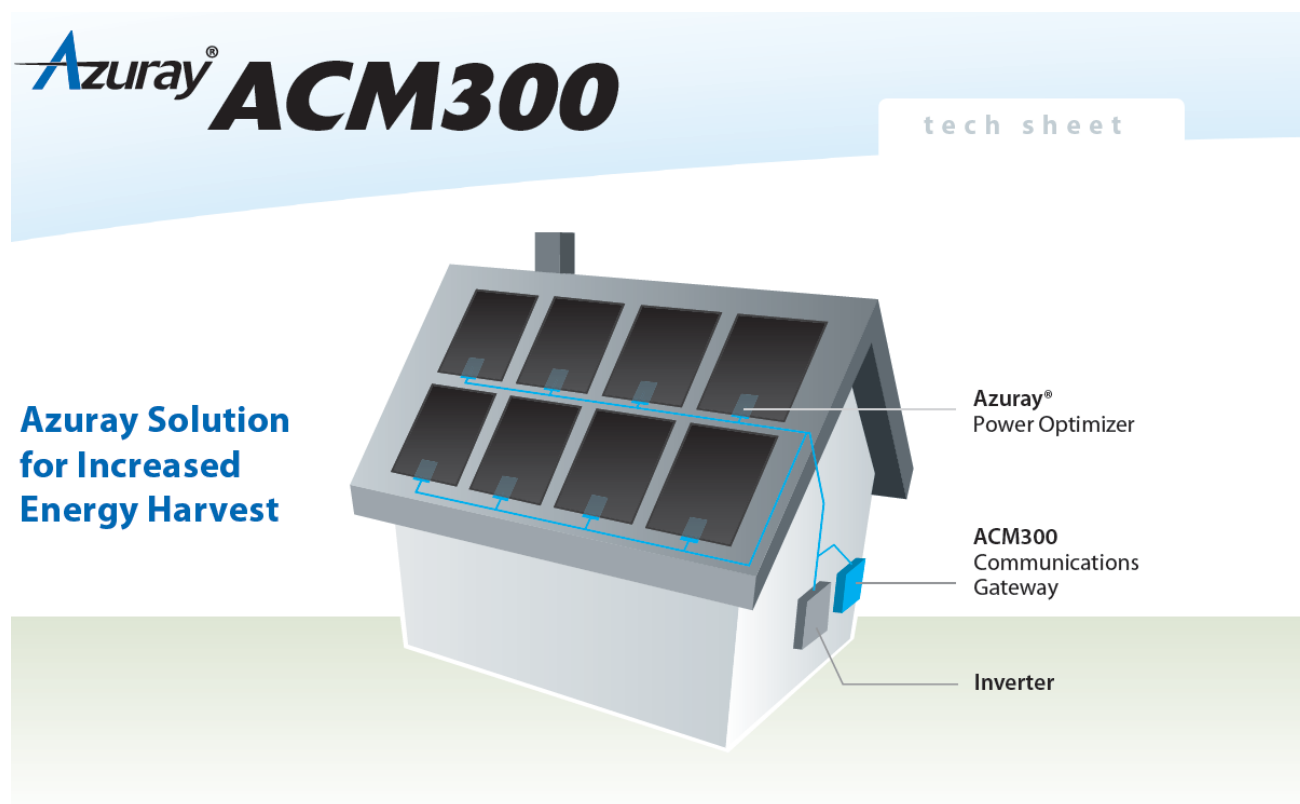 Azuray® ACM300
tech sheet
Azuray Solution
for Increased
Energy Harvest
Azuray®
Power Optimizer
ACM300
Communications
Gateway
Inverter